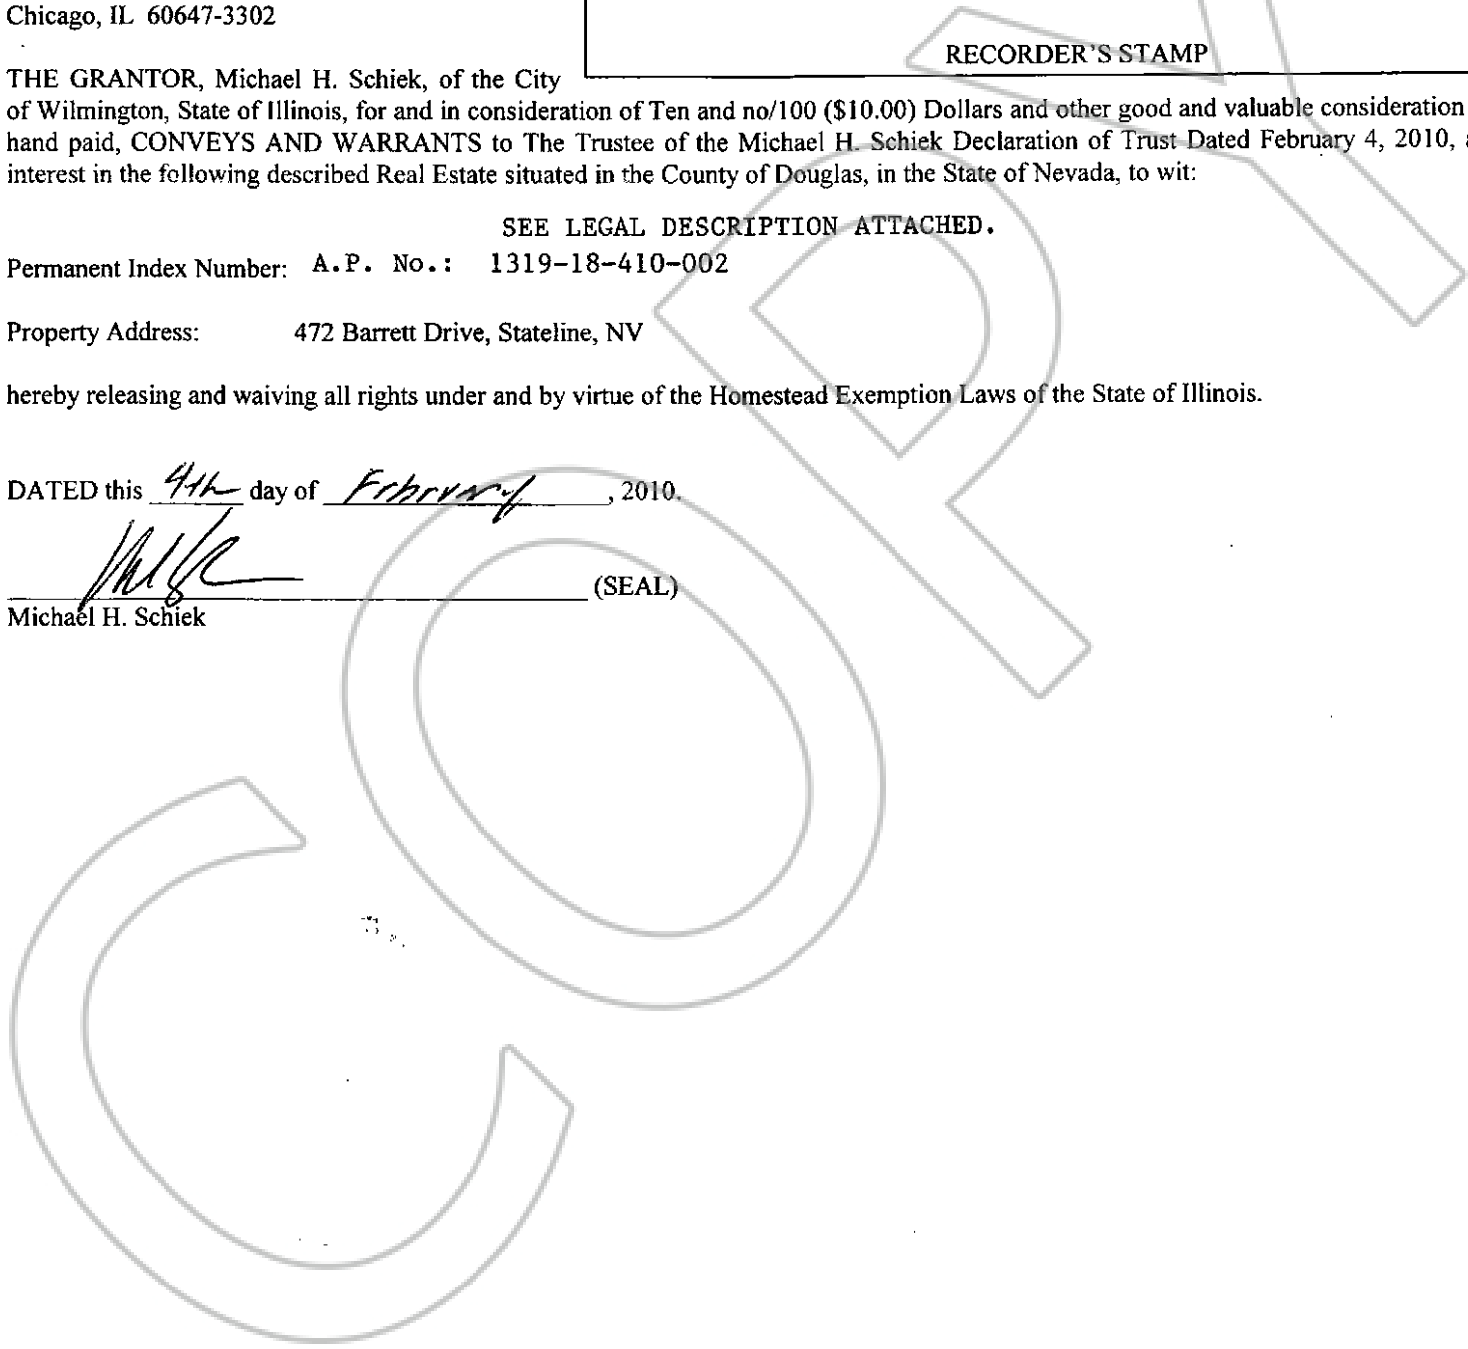 Chicago, IL 60647-3302
RECORDER'S STAMP
THE GRANTOR, Michael H. Schiek, of the City
of Wilmington, State of Illinois, for and in consideration of Ten and no/100 ($10.00) Dollars and other good and valuable consideration
hand paid, CONVEYS AND WARRANTS to The Trustee of the Michael H. Schiek Declaration of Trust Dated February 4, 2010,
interest in the following described Real Estate situated in the County of Douglas, in the State of Nevada, to wit:
SEE LEGAL DESCRIPTION ATTACHED.
Permanent Index Number: A.P. No.: 1319-18-410-002
Property Address: 472 Barrett Drive, Stateline, NV
hereby releasing and waiving all rights under and by virtue of the Homestead Exemption Laws of the State of Illinois.
DATED this 4th day of February, 2010.
(SEAL)
Michael H. Schiek
COPY